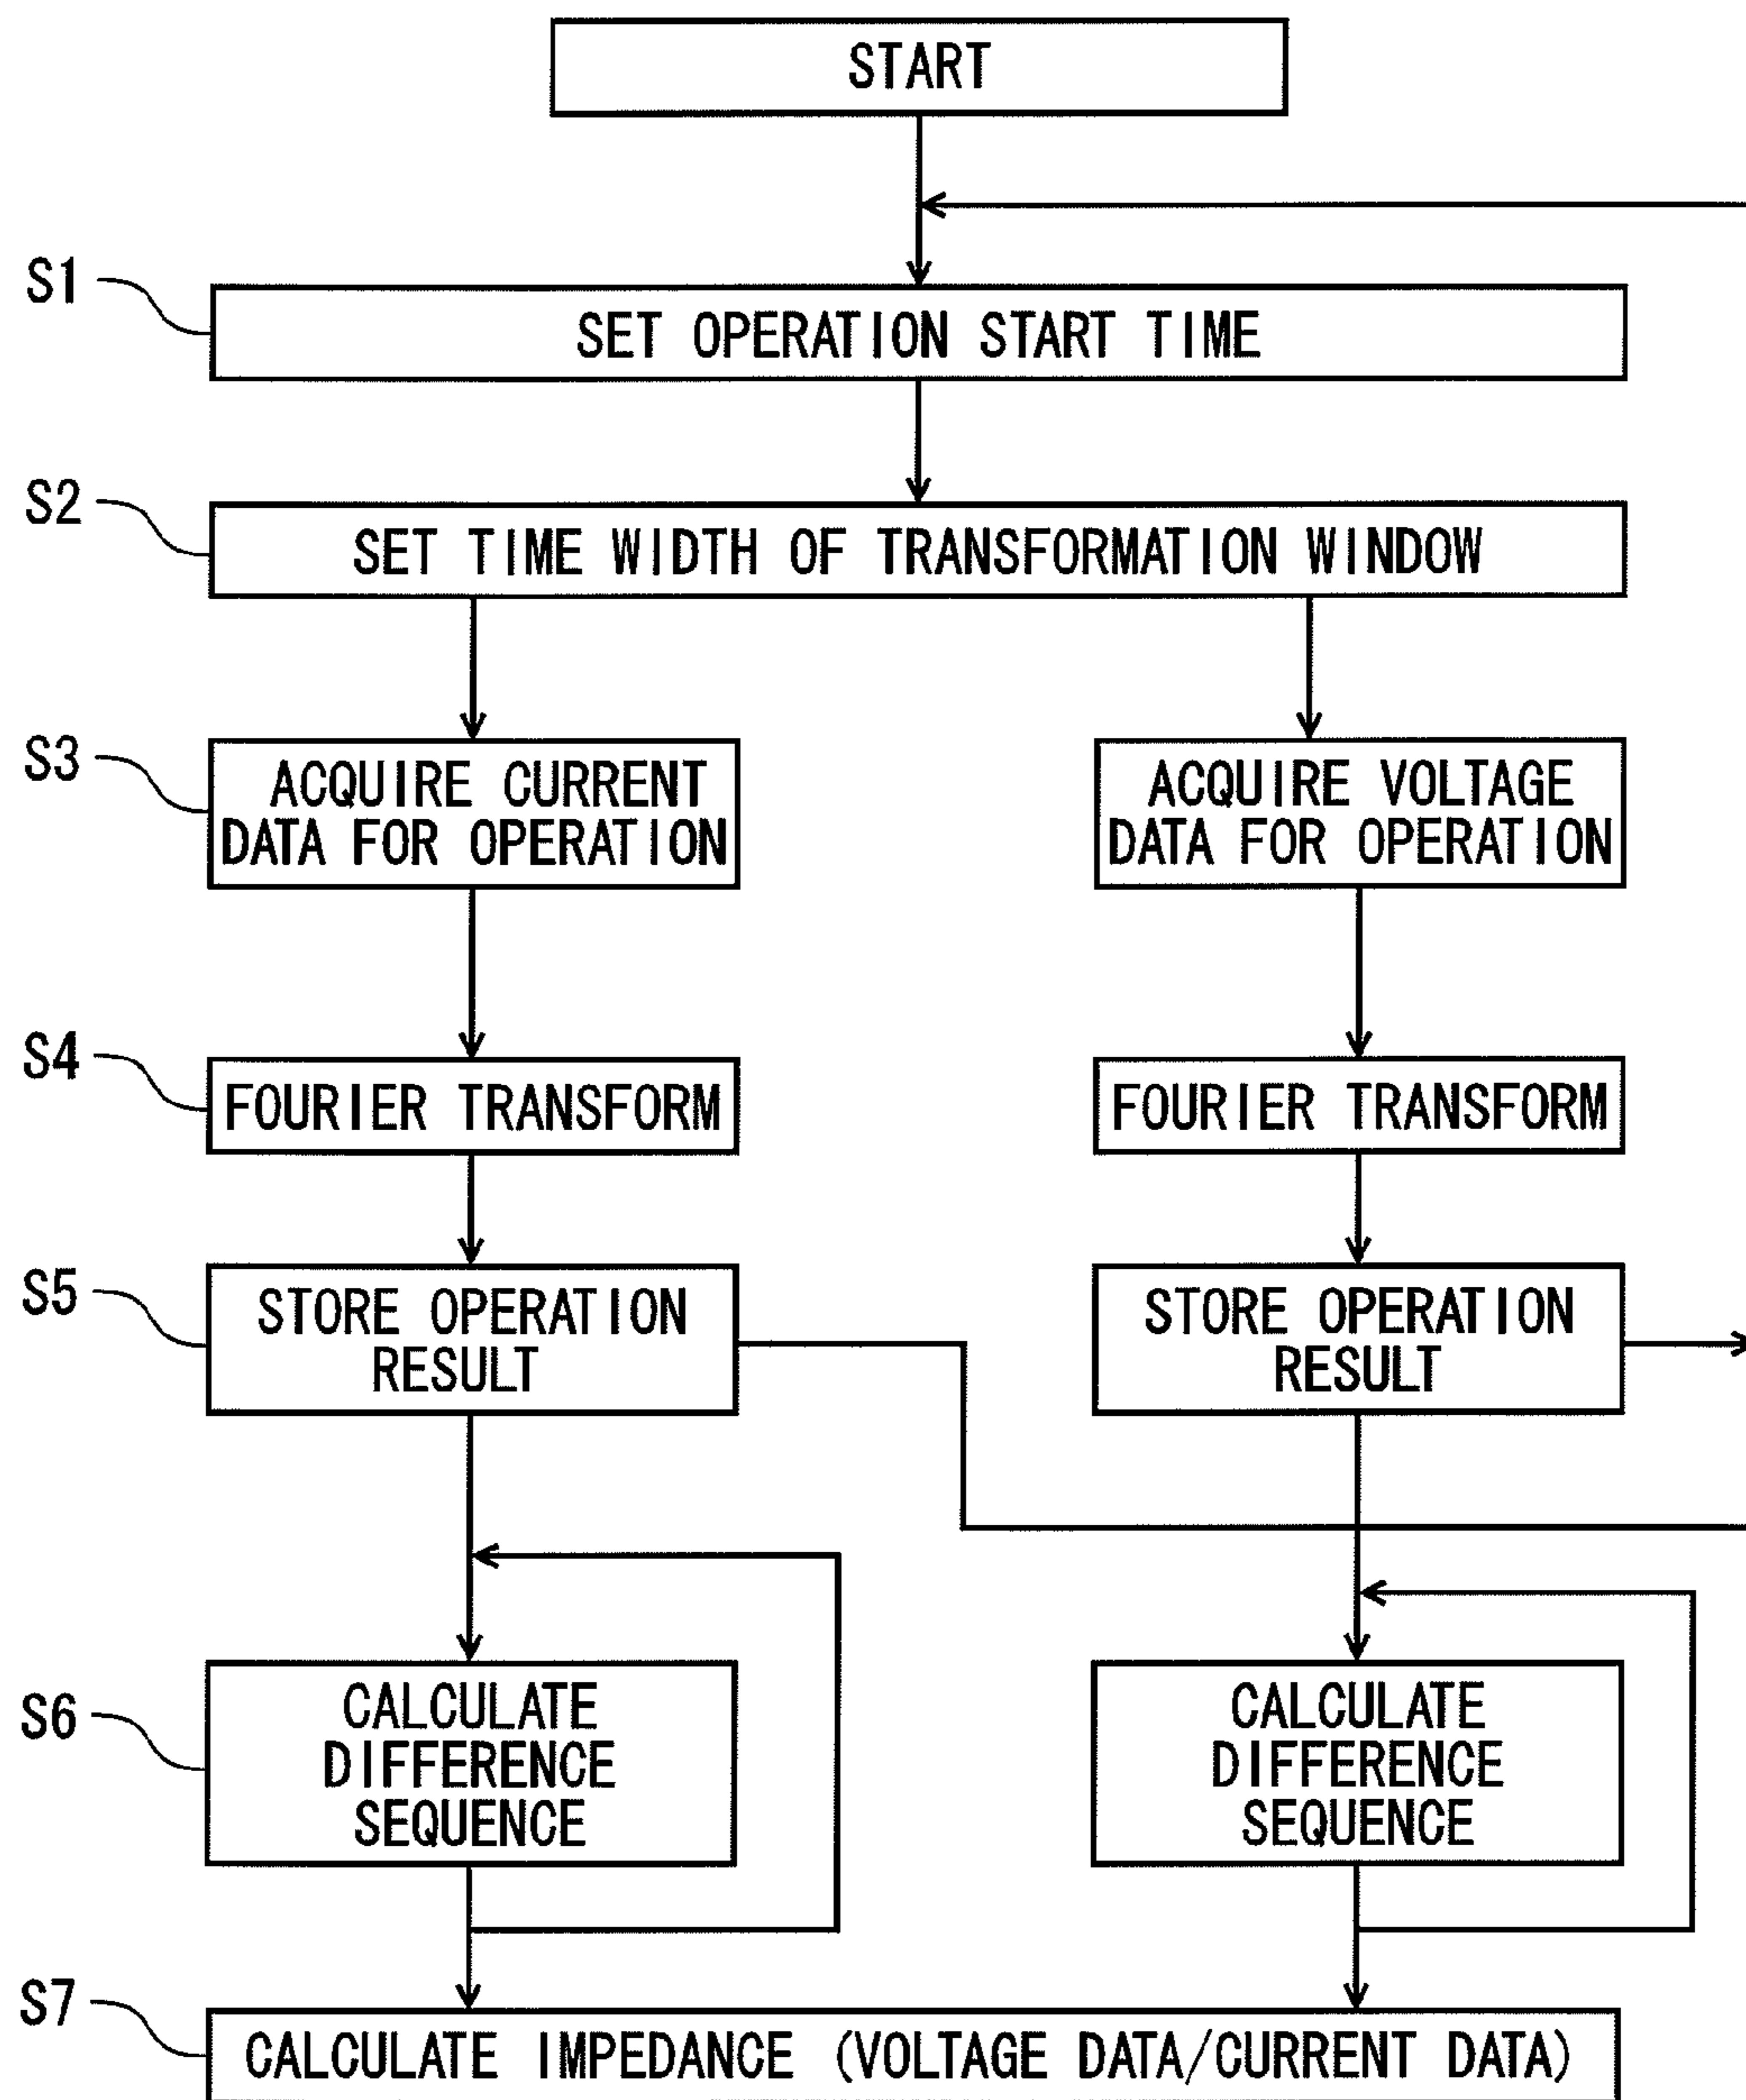 START
S1
SET OPERATION START TIME
S2
SET TIME WIDTH OF TRANSFORMATION WINDOW
S3
ACQUIRE CURRENT
DATA FOR OPERATION
ACQUIRE VOLTAGE
DATA FOR OPERATION
S4
FOURIER TRANSFORM
FOURIER TRANSFORM
S5
STORE OPERATION
RESULT
STORE OPERATION
RESULT
S6
CALCULATE
DIFFERENCE
SEQUENCE
CALCULATE
DIFFERENCE
SEQUENCE
S7
CALCULATE IMPEDANCE (VOLTAGE DATA/CURRENT DATA)